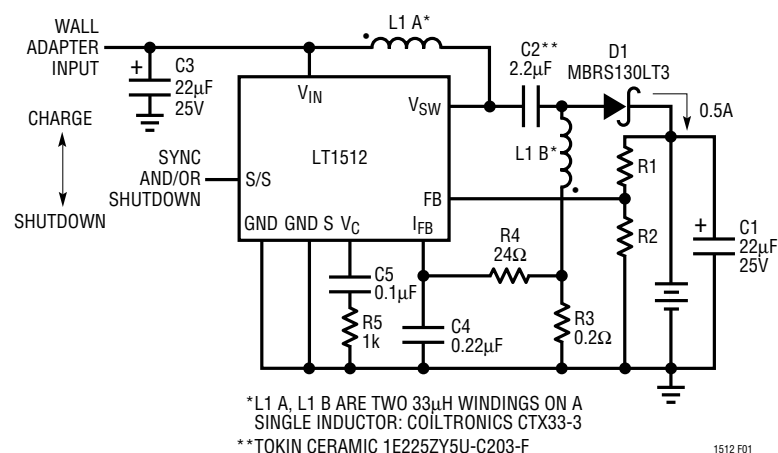 WALL
ADAPTER
INPUT
L1 A*
•
+
C3
22µF
25V
CHARGE
SHUTDOWN
SYNC
AND/OR
SHUTDOWN
VIN
VSW
LT1512
S/S
FB
GND
GND S
VC
IFB
C2**
2.2µF
D1
MBRS130LT3
0.5A
L1 B*
•
R1
R2
+
C1
22µF
25V
R4
24Ω
C5
0.1µF
R5
1k
C4
0.22µF
R3
0.2Ω
*L1 A, L1 B ARE TWO 33µH WINDINGS ON A
SINGLE INDUCTOR: COILTRONICS CTX33-3
**TOKIN CERAMIC 1E225ZY5U-C203-F
1512 F01